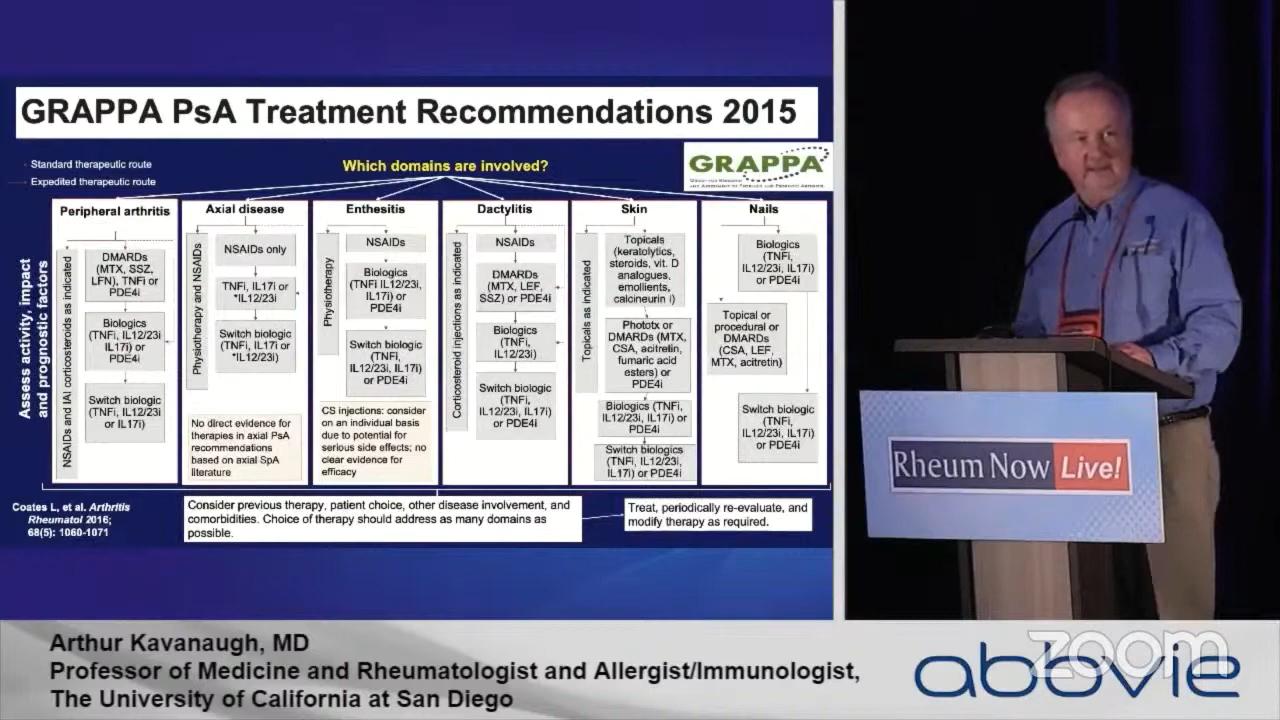 GRAPPA PsA Treatment Recommendations 2015
Standard therapeutic route
Expedited therapeutic route
Which domains are involved?
GRAPPA
Assess activity, impact
and prognostic factors
Peripheral arthritis
NSAIDs and IAI corticosteroids as indicated
DMARDs
(MTX, SSZ,
LFN), TNFi or
PDE4i
Biologics
(TNFi, IL12/23i,
IL17i) or
PDE4i
Switch biologic
(TNFi, IL12/23i
or IL17i)
Axial disease
Physiotherapy and NSAIDs
NSAIDs only
TNFi, IL17i or
*IL12/23i
Switch biologic
(TNFi, IL17i or
*IL12/23i)
No direct evidence for
therapies in axial PsA
recommendations
based on axial SpA
literature
Enthesitis
Physiotherapy
NSAIDs
Biologics
(TNFi IL12/23i,
IL17i) or
PDE4i
Switch biologic
(TNFi,
IL12/23i, IL17i)
or PDE4i
CS injections: consider
on an individual basis
due to potential for
serious side effects; no
clear evidence for
efficacy
Dactylitis
Corticosteroid injections as indicated
NSAIDs
DMARDs
(MTX, LEF,
SSZ) or PDE4i
Biologics
(TNFi,
IL12/23i)
Switch biologic
(TNFi,
IL12/23i, IL17i)
or PDE4i
Skin
Topicals as indicated
Topicals
(keratolytics,
steroids, vit. D
analogues,
emollients,
calcineurin i)
Phototx or
DMARDs (MTX,
CSA, acitretin,
fumaric acid
esters) or
PDE4i
Biologics (TNFi,
IL12/23i, IL17i) or
PDE4i
Switch biologics
(TNFi, IL12/23i,
IL17i) or PDE4i
Nails
Biologics
(TNFi,
IL12/23i, IL17i)
or PDE4i
Topical or
procedural or
DMARDs
(CSA, LEF,
MTX, acitretin)
Switch biologic
(TNFi,
IL12/23i, IL17i)
or PDE4i
Coates L, et al. Arthritis
Rheumatol 2016;
68(5): 1060-1071
Consider previous therapy, patient choice, other disease involvement, and
comorbidities. Choice of therapy should address as many domains as
possible.
Treat, periodically re-evaluate, and
modify therapy as required.
Rheum Now Live!
Arthur Kavanaugh, MD
Professor of Medicine and Rheumatologist and Allergist/Immunologist,
The University of California at San Diego
zoom
abbvie